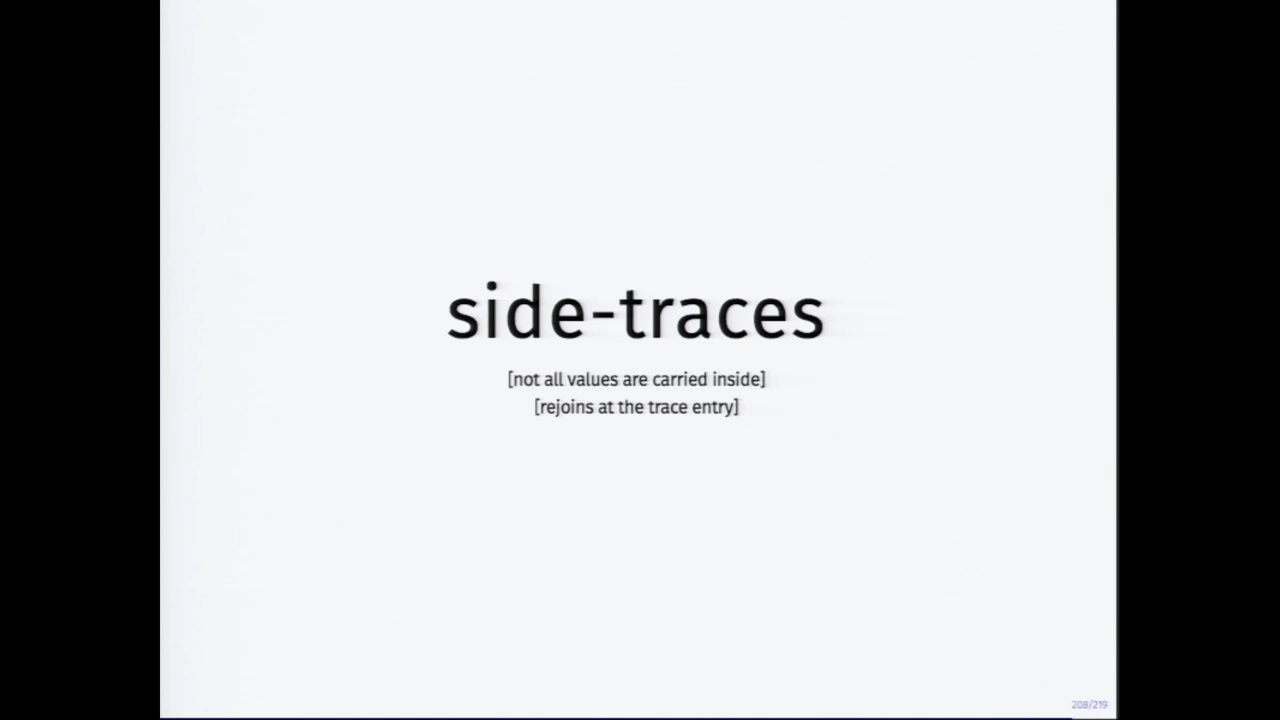 side-traces
[not all values are carried inside]
[rejoins at the trace entry]
208/219